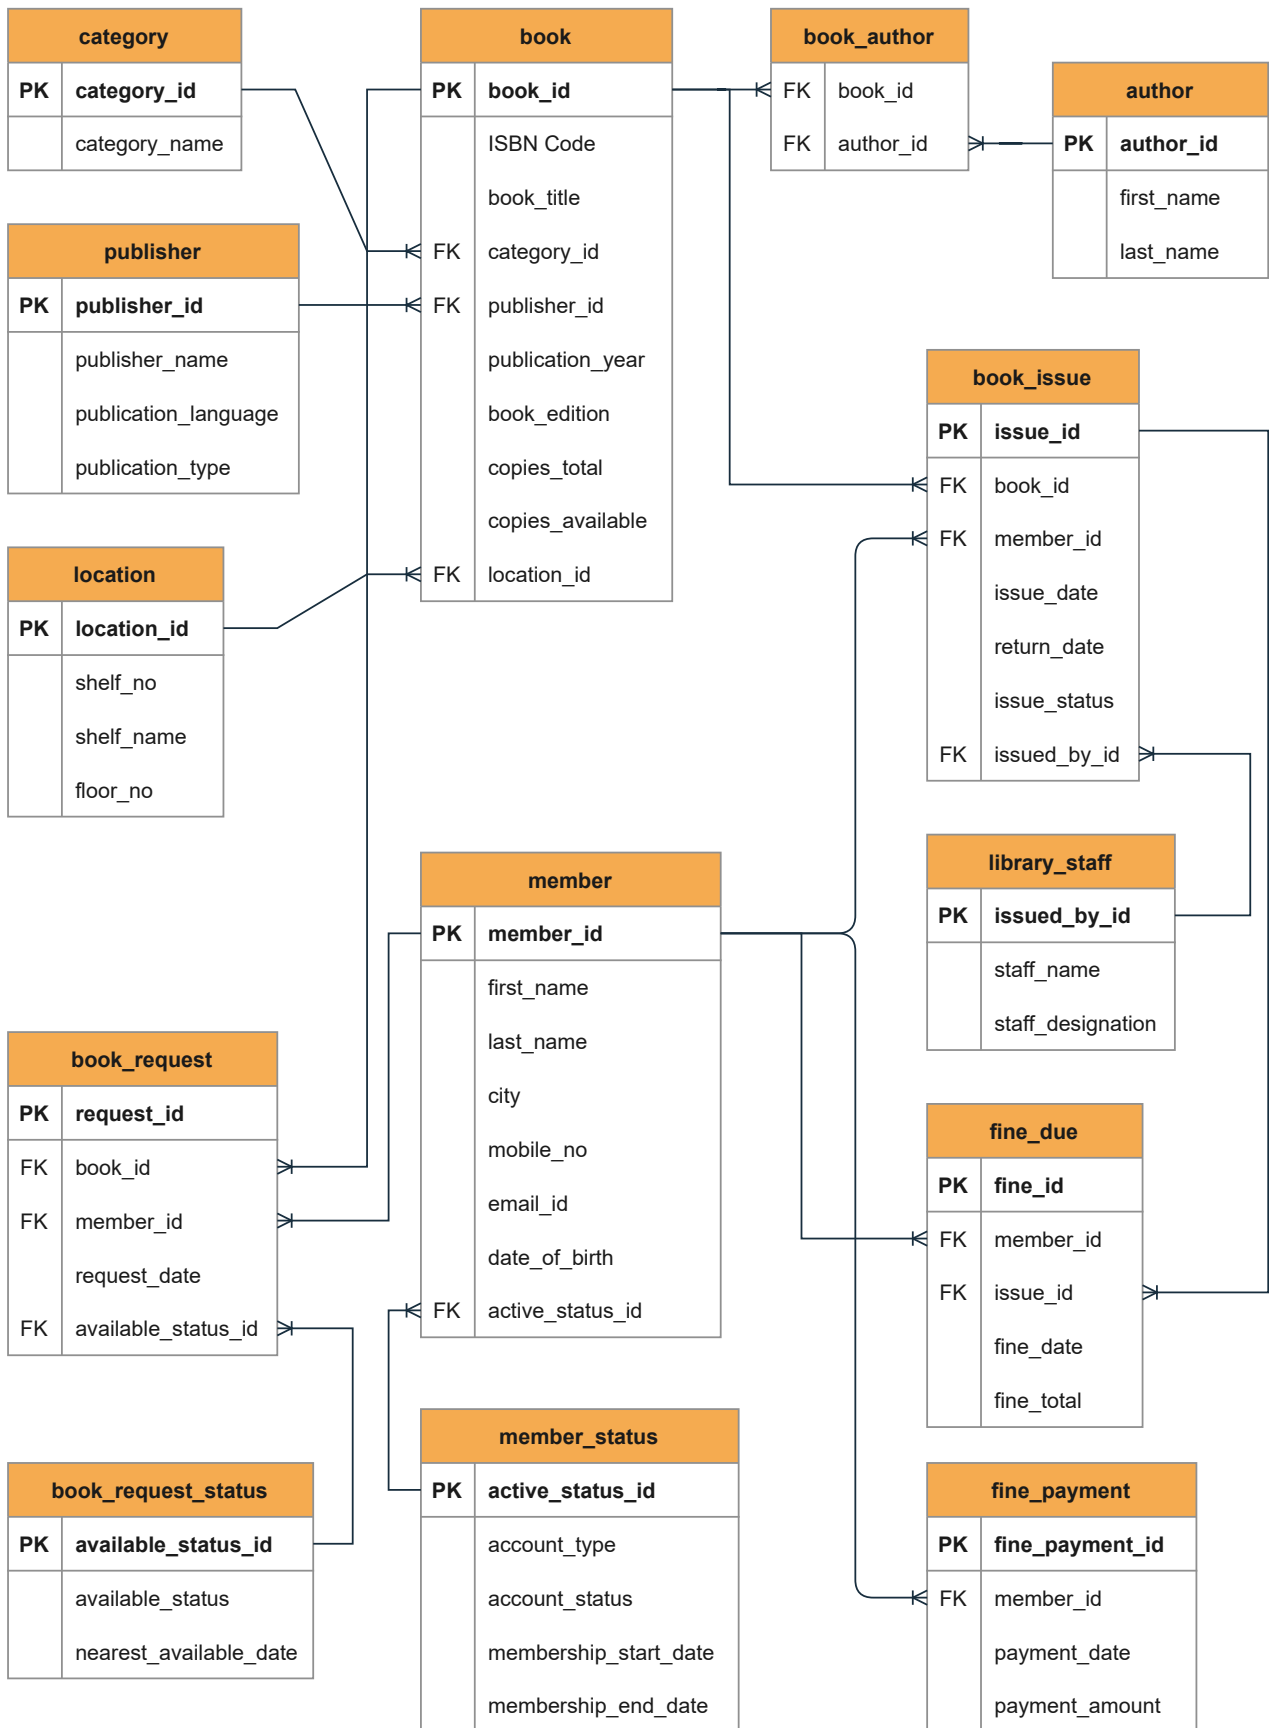 category
PK category_id
category_name
book
PK book_id
ISBN Code
book_title
FK category_id
FK publisher_id
publication_year
book_edition
copies_total
copies_available
FK location_id
book_author
FK book_id
FK author_id
author
PK author_id
first_name
last_name
publisher
PK publisher_id
publisher_name
publication_language
publication_type
location
PK location_id
shelf_no
shelf_name
floor_no
book_issue
PK issue_id
FK book_id
FK member_id
issue_date
return_date
issue_status
FK issued_by_id
library_staff
PK issued_by_id
staff_name
staff_designation
member
PK member_id
first_name
last_name
city
mobile_no
email_id
date_of_birth
FK active_status_id
book_request
PK request_id
FK book_id
FK member_id
request_date
FK available_status_id
fine_due
PK fine_id
FK member_id
FK issue_id
fine_date
fine_total
book_request_status
PK available_status_id
available_status
nearest_available_date
member_status
PK active_status_id
account_type
account_status
membership_start_date
membership_end_date
fine_payment
PK fine_payment_id
FK member_id
payment_date
payment_amount